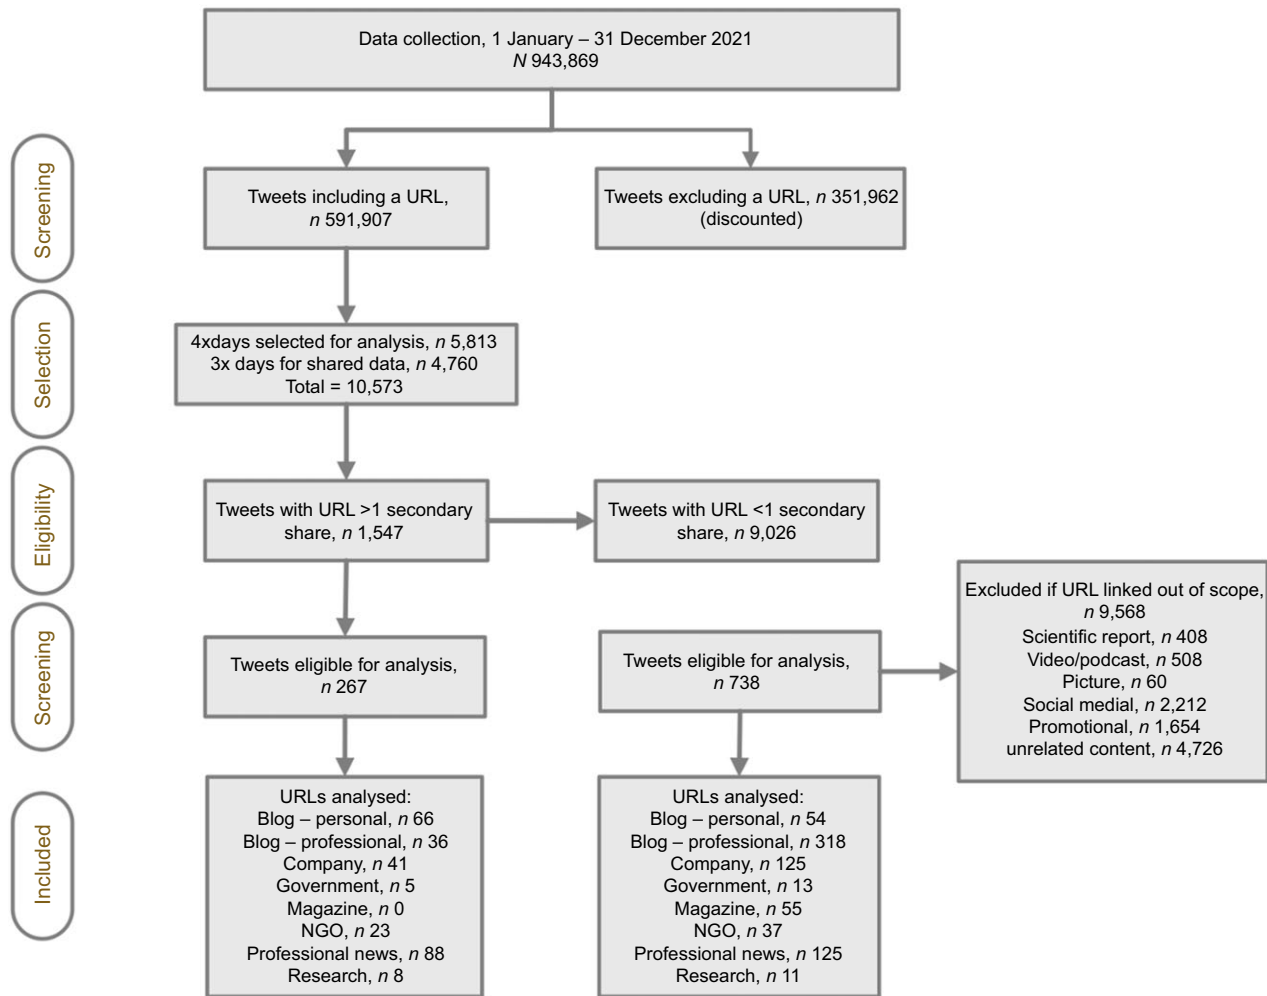 Data collection, 1 January – 31 December 2021
N 943,869
Screening
Tweets including a URL,
n 591,907
Tweets excluding a URL, n 351,962
(discounted)
Selection
4xdays selected for analysis, n 5,813
3x days for shared data, n 4,760
Total = 10,573
Eligibility
Tweets with URL >1 secondary
share, n 1,547
Tweets with URL <1 secondary
share, n 9,026
Screening
Tweets eligible for analysis,
n 267
Tweets eligible for analysis,
n 738
Excluded if URL linked out of scope,
n 9,568
Scientific report, n 408
Video/podcast, n 508
Picture, n 60
Social medial, n 2,212
Promotional, n 1,654
unrelated content, n 4,726
Included
URLs analysed:
Blog – personal, n 66
Blog – professional, n 36
Company, n 41
Government, n 5
Magazine, n 0
NGO, n 23
Professional news, n 88
Research, n 8
URLs analysed:
Blog – personal, n 54
Blog – professional, n 318
Company, n 125
Government, n 13
Magazine, n 55
NGO, n 37
Professional news, n 125
Research, n 11